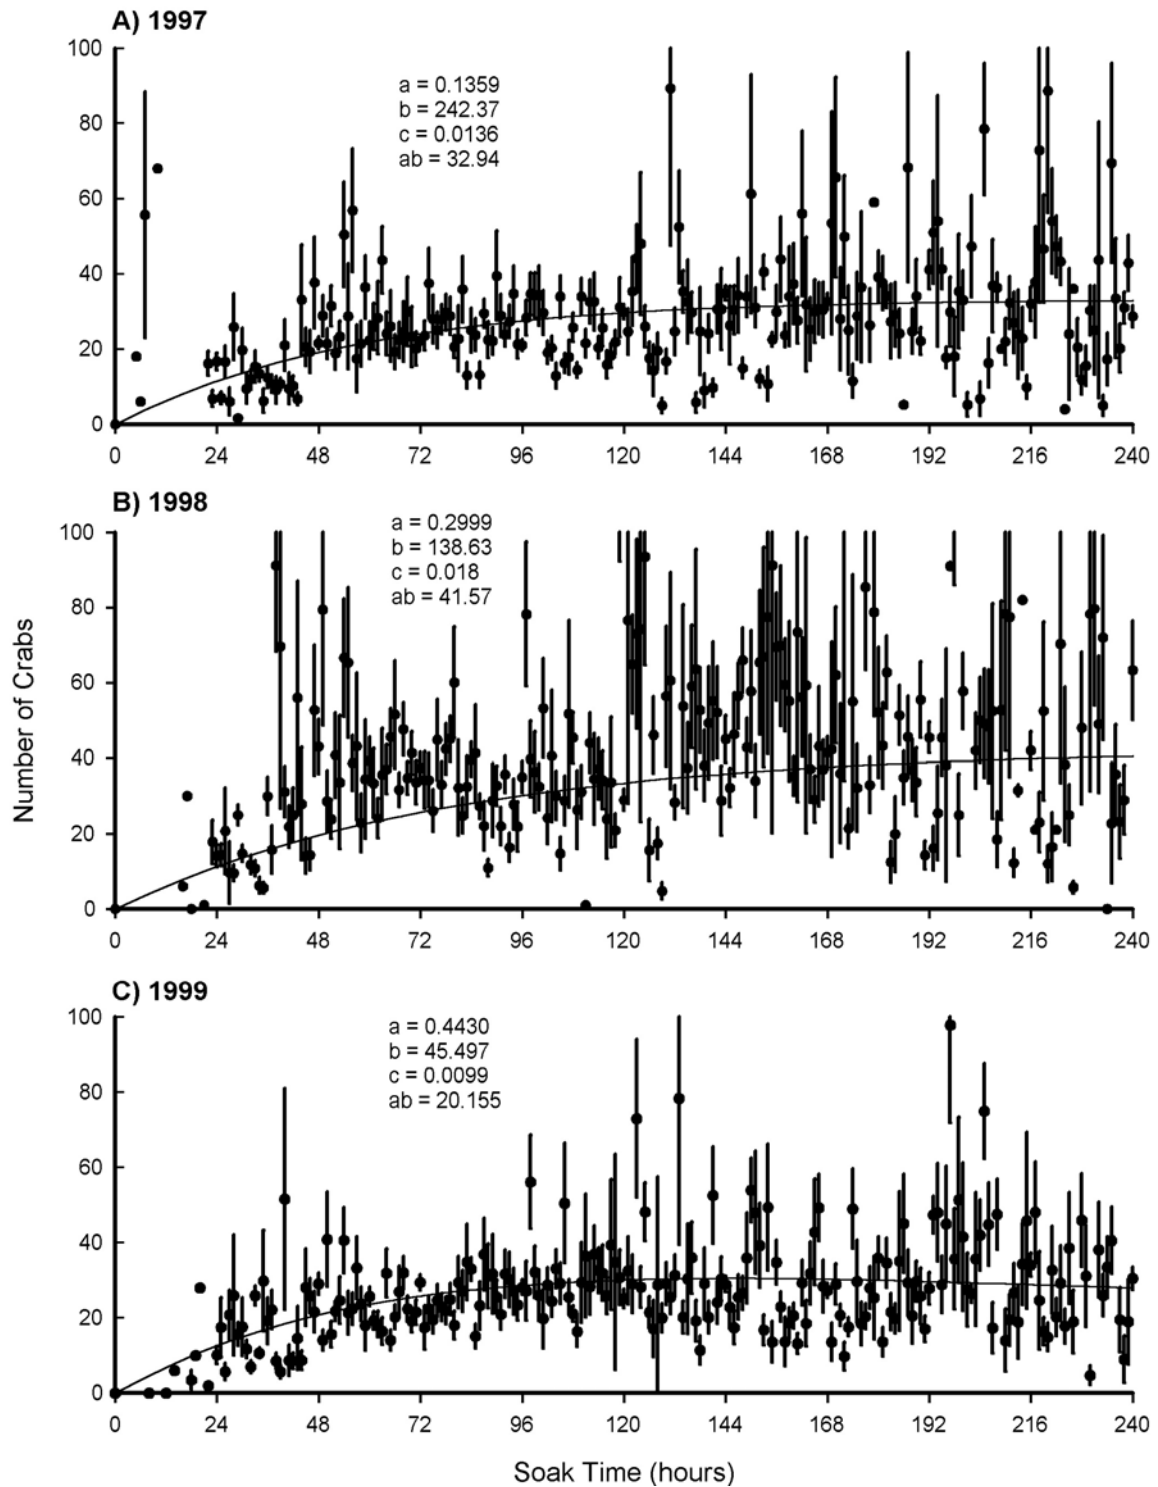 A) 1997
100
a = 0.1359
b = 242.37
c = 0.0136
ab = 32.94
80
60
40
20
0
0 24 48 72 96 120 144 168 192 216 240
B) 1998
100
a = 0.2999
b = 138.63
c = 0.018
ab = 41.57
80
60
40
20
0
0 24 48 72 96 120 144 168 192 216 240
Number of Crabs
C) 1999
100
a = 0.4430
b = 45.497
c = 0.0099
ab = 20.155
80
60
40
20
0
0 24 48 72 96 120 144 168 192 216 240
Soak Time (hours)